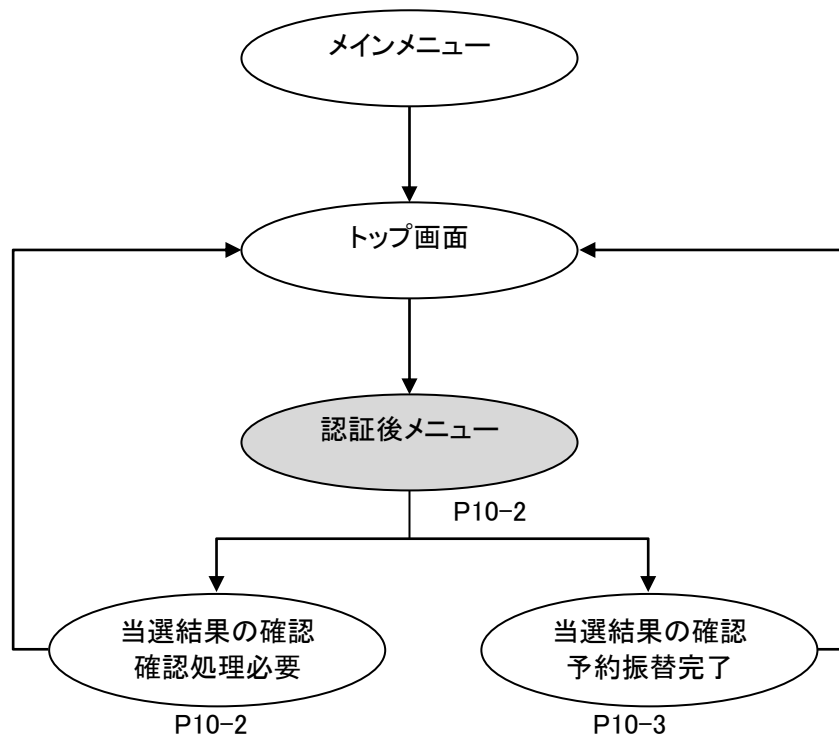 メインメニュー
トップ画面
認証後メニュー
P10-2
当選結果の確認
確認処理必要
P10-2
当選結果の確認
予約振替完了
P10-3